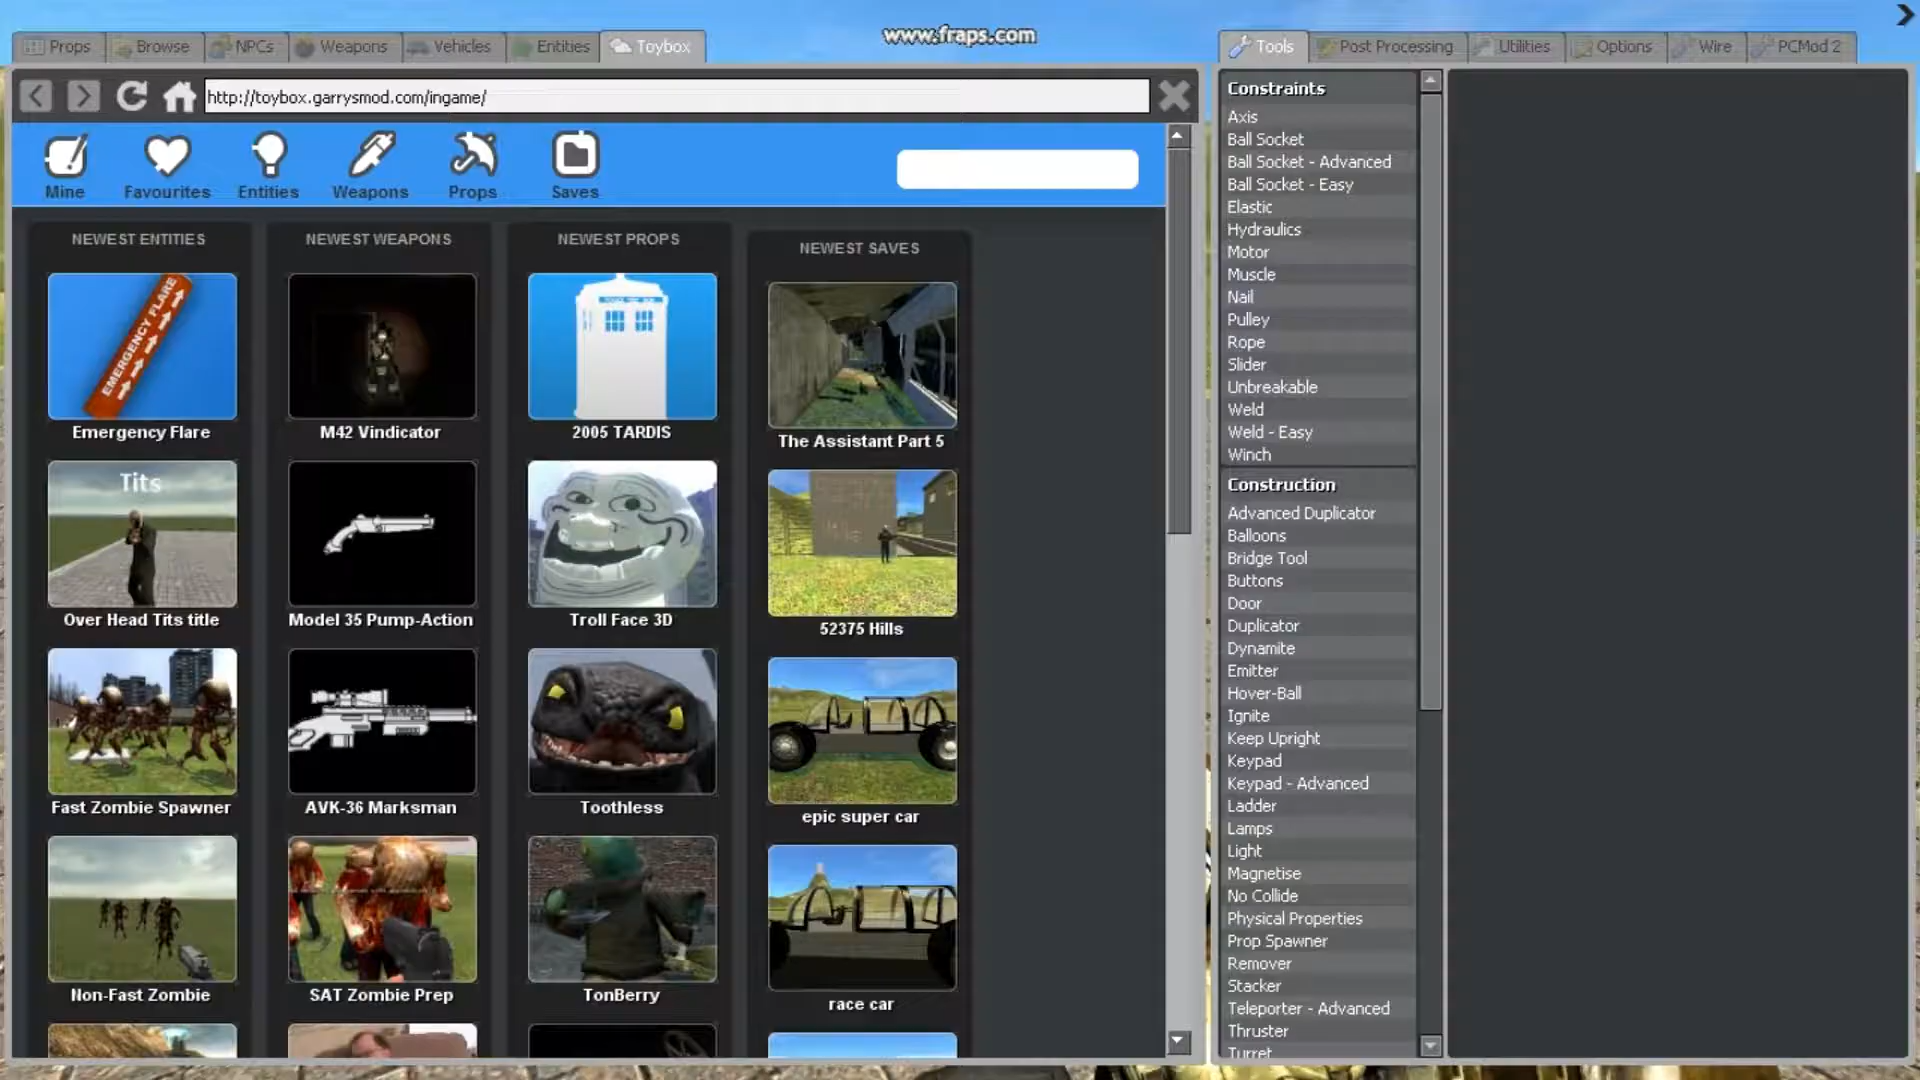 www.fraps.com
Props Browse NPCs Weapons Vehicles Entities Toybox
Tools Post Processing Utilities Options Wire PCMod 2
http://toybox.garrysmod.com/ingame/
Mine Favourites Entities Weapons Props Saves
NEWEST ENTITIES
EMERGENCY FLARE
Emergency Flare
Tits
Over Head Tits title
Fast Zombie Spawner
Non-Fast Zombie
NEWEST WEAPONS
M42 Vindicator
Model 35 Pump-Action
AVK-36 Marksman
SAT Zombie Prep
NEWEST PROPS
2005 TARDIS
Troll Face 3D
Toothless
TonBerry
NEWEST SAVES
The Assistant Part 5
52375 Hills
epic super car
race car
Constraints
Axis
Ball Socket
Ball Socket - Advanced
Ball Socket - Easy
Elastic
Hydraulics
Motor
Muscle
Nail
Pulley
Rope
Slider
Unbreakable
Weld
Weld - Easy
Winch
Construction
Advanced Duplicator
Balloons
Bridge Tool
Buttons
Door
Duplicator
Dynamite
Emitter
Hover-Ball
Ignite
Keep Upright
Keypad
Keypad - Advanced
Ladder
Lamps
Light
Magnetise
No Collide
Physical Properties
Prop Spawner
Remover
Stacker
Teleporter - Advanced
Thruster
Turret